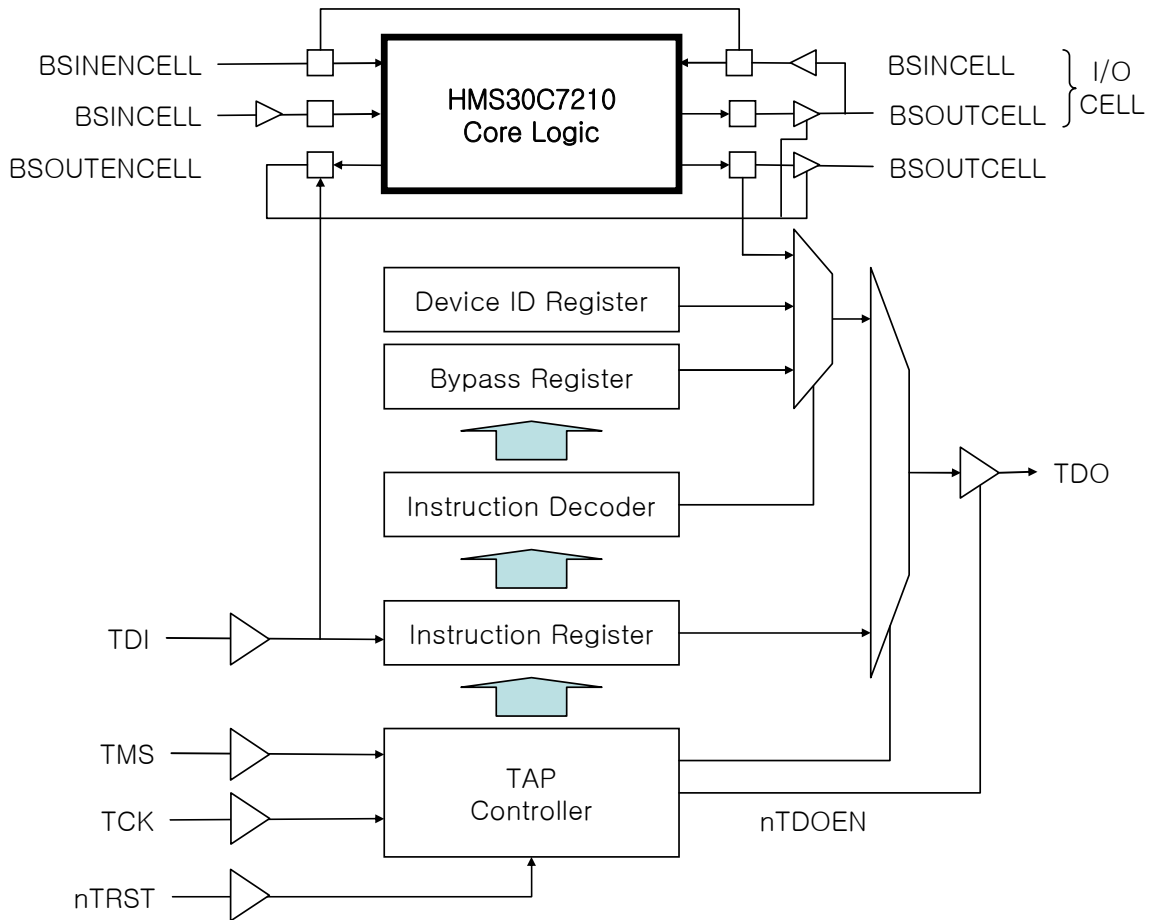 BSINENCELL
BSINCELL
BSOUTENCELL
HMS30C7210
Core Logic
BSINCELL
BSOUTCELL
I/O
CELL
BSOUTCELL
Device ID Register
Bypass Register
Instruction Decoder
TDO
TDI
Instruction Register
TMS
TCK
nTRST
TAP
Controller
nTDOEN